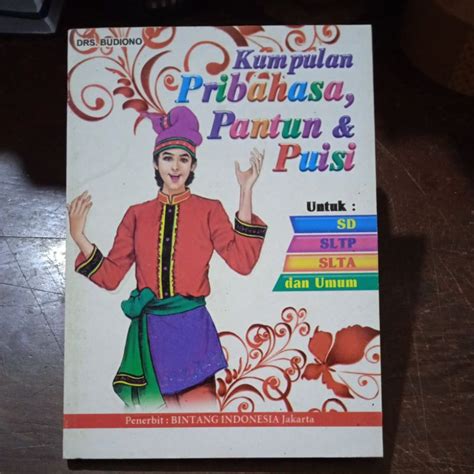 DRS. BUDIONO
Kumpulan
Pribahasa,
Pantun &
Puisi
Untuk :
SD
SLTP
SLTA
dan Umum
Penerbit : BINTANG INDONESIA Jakarta